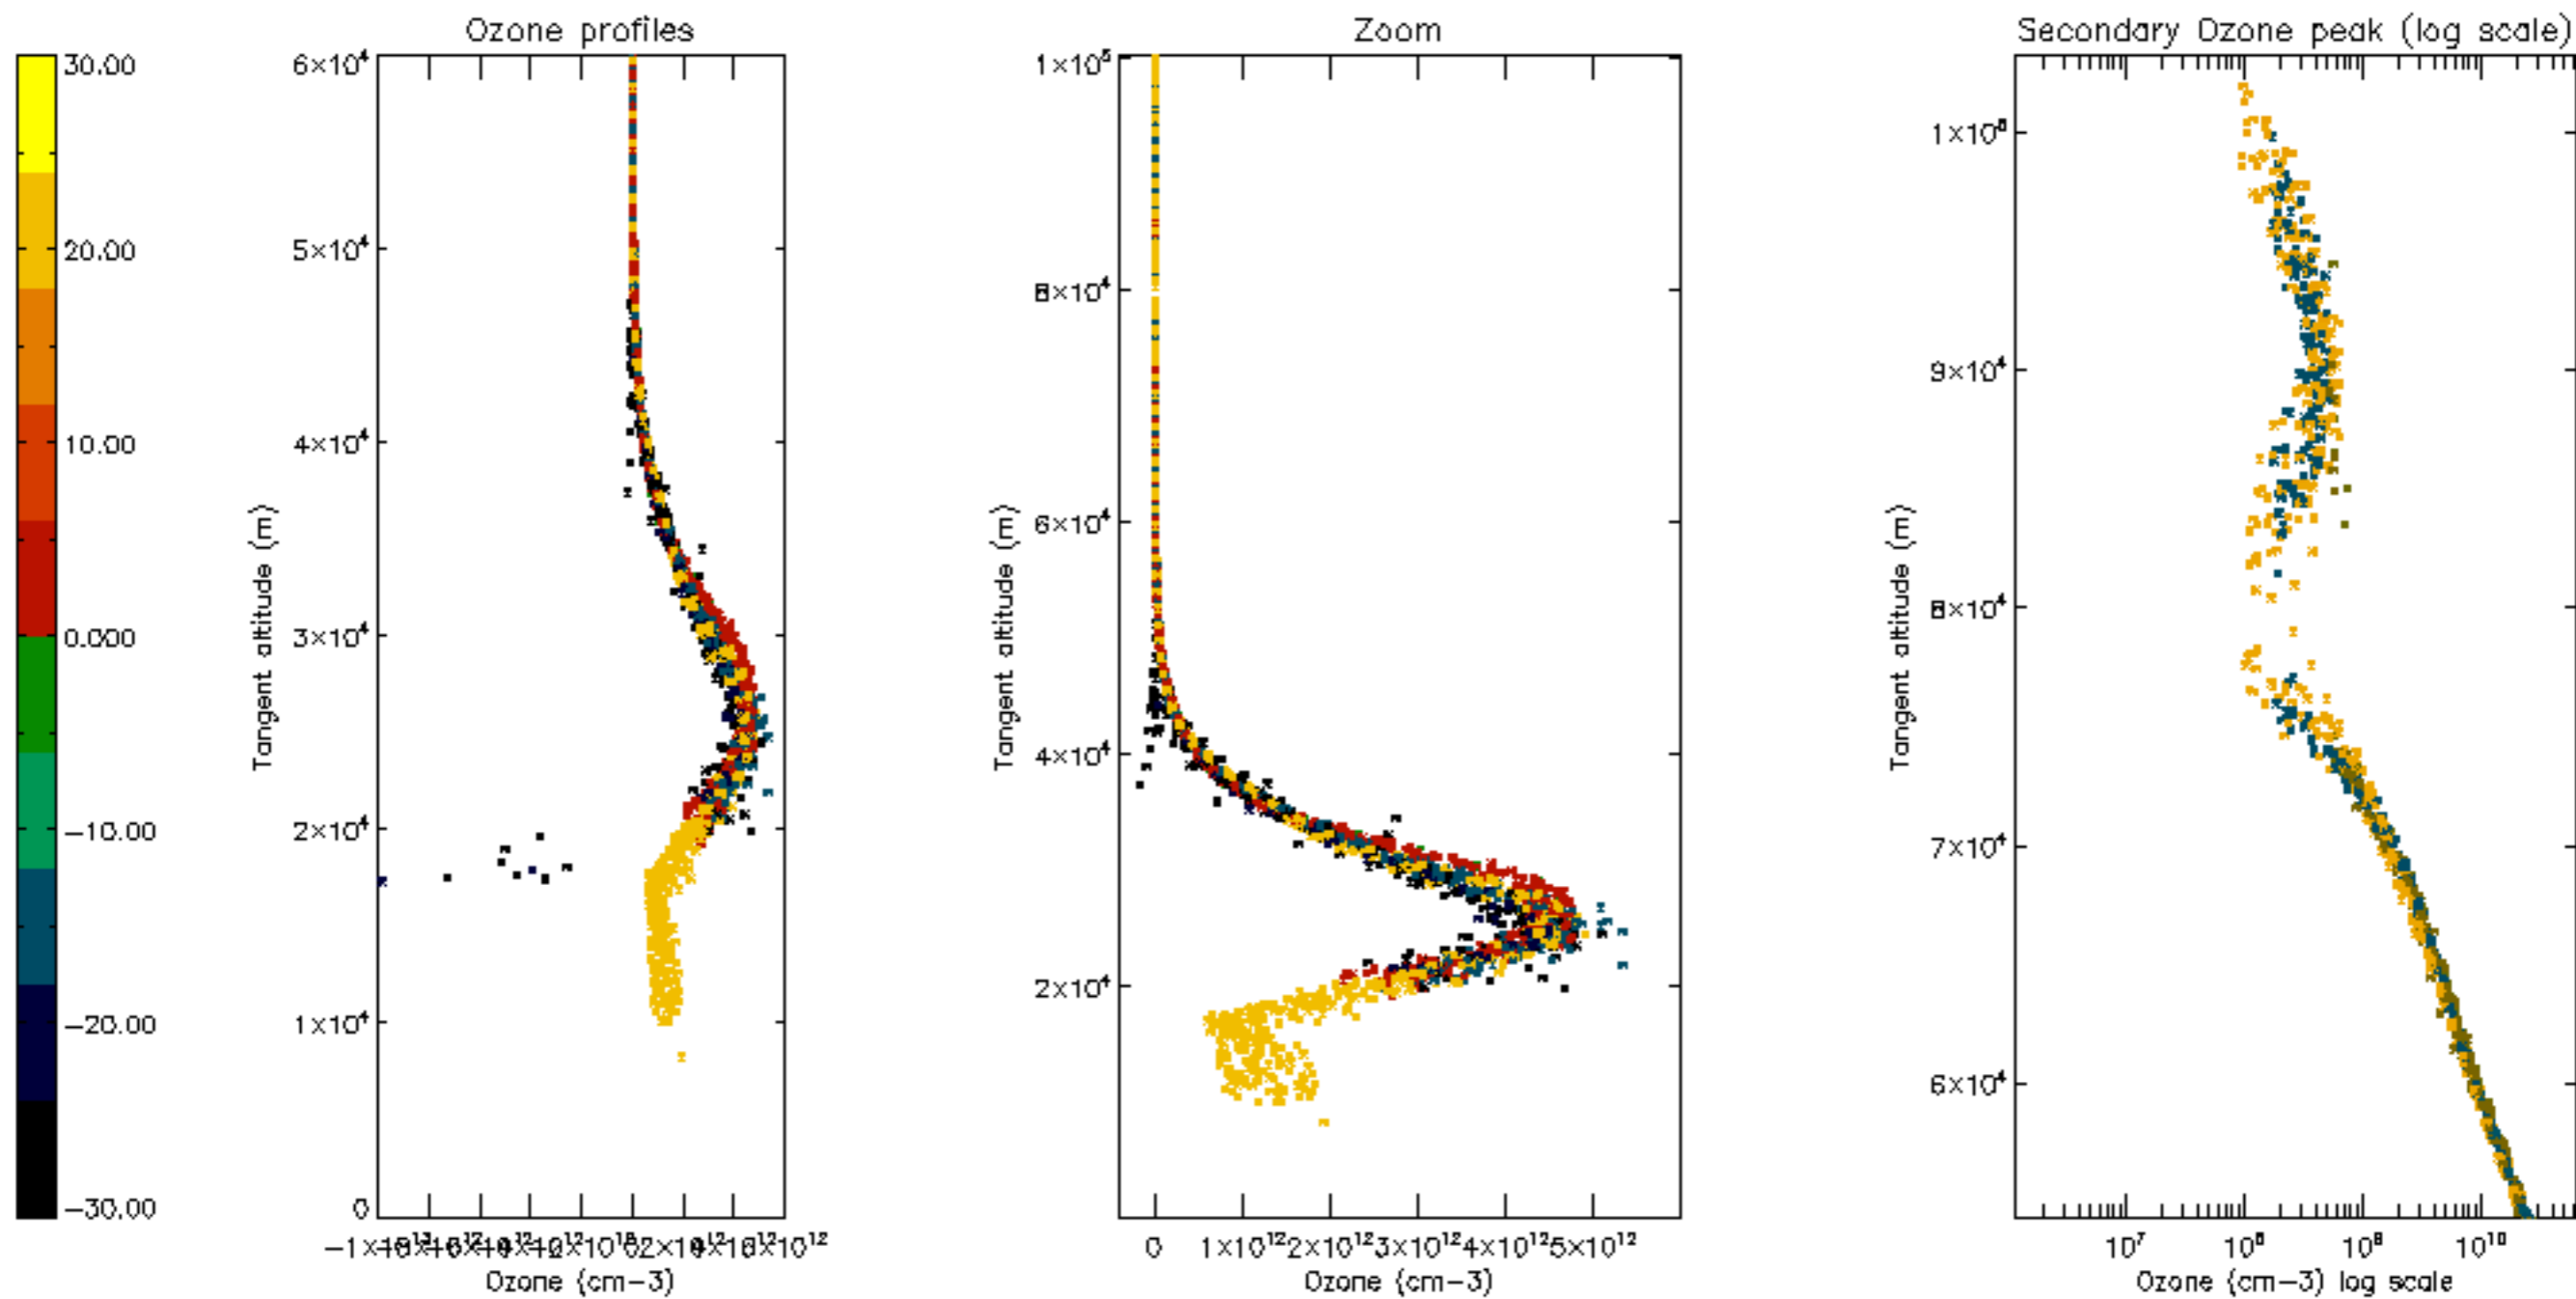 Ozone profiles
Zoom
Secondary Ozone peak (log scale)
30.00
20.00
10.00
0.00
-10.00
-20.00
-30.00
6×10⁴
5×10⁴
4×10⁴
3×10⁴
2×10⁴
1×10⁴
0
Tangent altitude (m)
Ozone (cm-3)
1×10⁵
8×10⁴
6×10⁴
4×10⁴
2×10⁴
Tangent altitude (m)
0 1×10¹² 2×10¹² 3×10¹² 4×10¹² 5×10¹²
Ozone (cm-3)
9×10⁴
8×10⁴
7×10⁴
6×10⁴
Tangent altitude (m)
10⁷ 10⁸ 10⁹ 10¹⁰
Ozone (cm-3) log scale